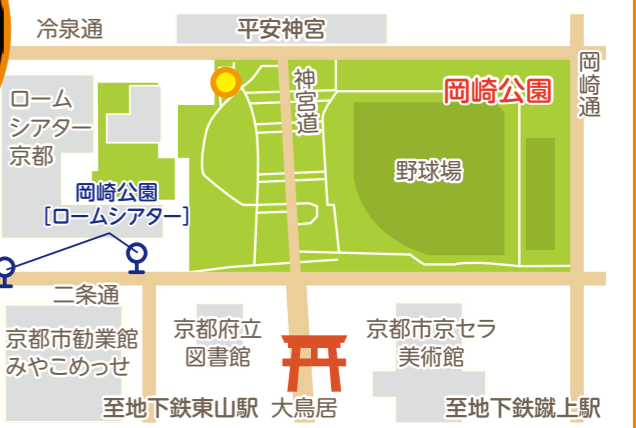 冷泉通
平安神宮
岡崎通
神宮道
岡崎公園
ローム
シアター
京都
野球場
岡崎公園
[ロームシアター]
二条通
京都市勧業館
みやこめっせ
京都府立
図書館
京都市京セラ
美術館
至地下鉄東山駅
大鳥居
至地下鉄蹴上駅